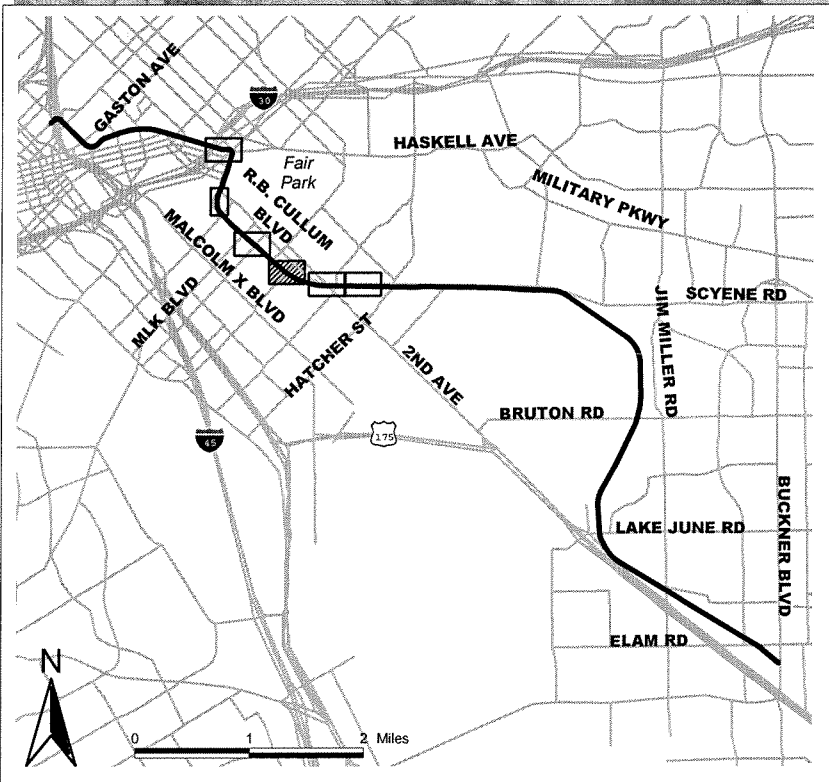 GASTON AVE
30
HASKELL AVE
Fair
Park
R.B. CULLUM
BLVD
MILITARY PKWY
MALCOLM X BLVD
MLK BLVD
SCYENE RD
JIM MILLER RD
HATCHER ST
2ND AVE
BRUTON RD
175
45
BUCKNER BLVD
LAKE JUNE RD
ELAM RD
N
0 1 2 Miles